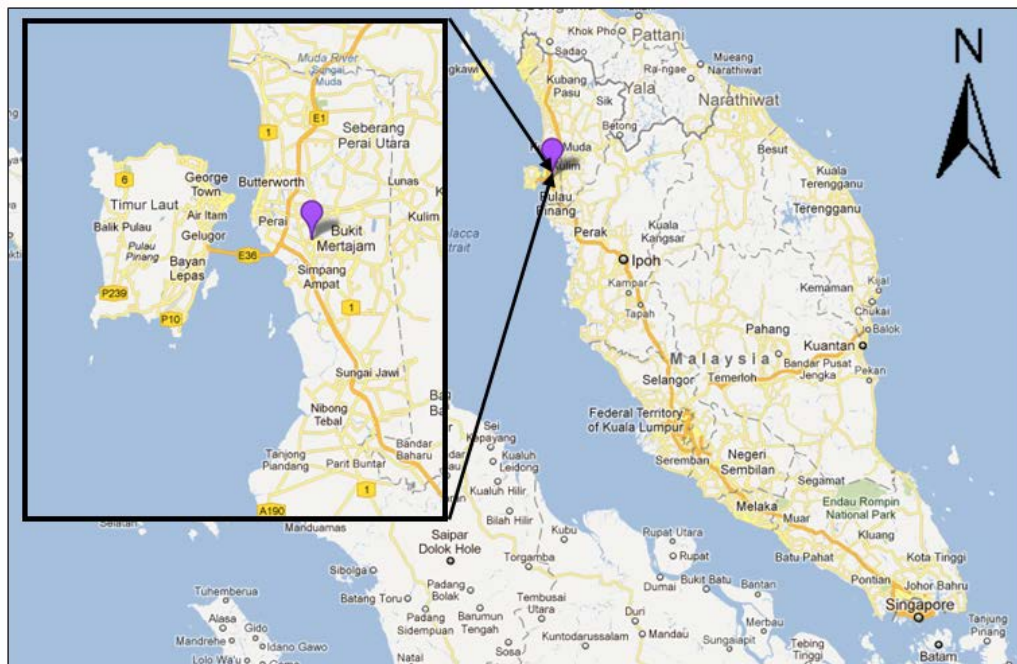 Muda River
Sungai
Muda
E1
1
Seberang
Perai Utara
George
Town
6
Butterworth
Lunas
Timur Laut
Air Itam
Perai
Kulim
Balik Pulau
Gelugor
Bukit
Mertajam
Pulau
Pinang
Bayan
Lepas
E36
Simpang
Ampat
P239
P10
1
Sungai Jawi
Nibong
Tebal
Bandar
Baharu
Tanjong
Piandang
Parit Buntar
1
A190
Khok Pho
Pattani
Sadao
Ra-ngae
Mueang
Narathiwat
Kubang
Pasu
Yala
Narathiwat
Sik
Betong
Besut
Muda
Kulim
Kuala
Terengganu
Terengganu
Pulau
Pinang
Perak
Kuala
Kangsar
Ipoh
Kampar
Tapah
Kemaman
Kijal
Chukai
Balok
Pahang
Kuantan
Malaysia
Bandar Pusat
Jengka
Temerloh
Pekan
Selangor
Federal Territory
of Kuala Lumpur
Negeri
Sembilan
Seremban
Segamat
Endau Rompin
National Park
Melaka
Muar
Kluang
Batu Pahat
Kota Tinggi
Pontian
Johor Bahru
Singapore
Batam
Tanjung
Pinang
N
Sei
Kepayang
Kualuh
Leidong
Kualuh Hilir
Bilah Hilir
Kubu
Rupat Utara
Rupat
Manduamas
Saipar
Dolok Hole
Torgamba
Sibolga
Dumai
Bukit Batu
Bantan
Batang Toru
Padang
Bolak
Tembusai
Utara
Duri
Merbau
Padang
Sidempuan
Barumun
Tengah
Mandau
Sungaiapit
Tebing
Tinggi
Kuntodarussalam
Sosa
Natal
Tuhemberua
Alasa
Gido
Mandrehe
Idano Gawo
Lolo Wa'u